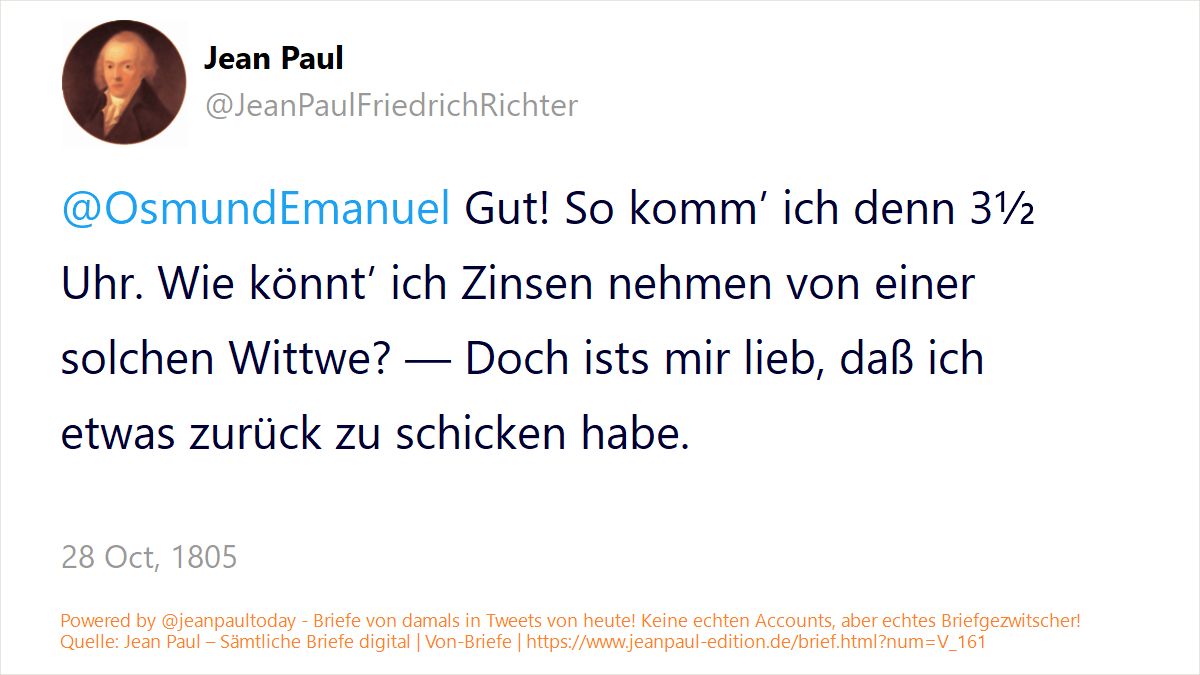 Jean Paul
@JeanPaulFriedrichRichter
@OsmundEmanuel Gut! So komm’ ich denn 3½
Uhr. Wie könnt’ ich Zinsen nehmen von einer
solchen Wittwe? — Doch ists mir lieb, daß ich
etwas zurück zu schicken habe.
28 Oct, 1805
Powered by @jeanpaultoday - Briefe von damals in Tweets von heute! Keine echten Accounts, aber echtes Briefgezwitscher!
Quelle: Jean Paul – Sämtliche Briefe digital | Von-Briefe | https://www.jeanpaul-edition.de/brief.html?num=V_161